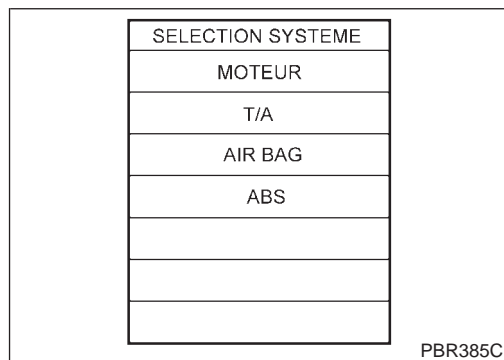 SELECTION SYSTEME
MOTEUR
T/A
AIR BAG
ABS
PBR385C